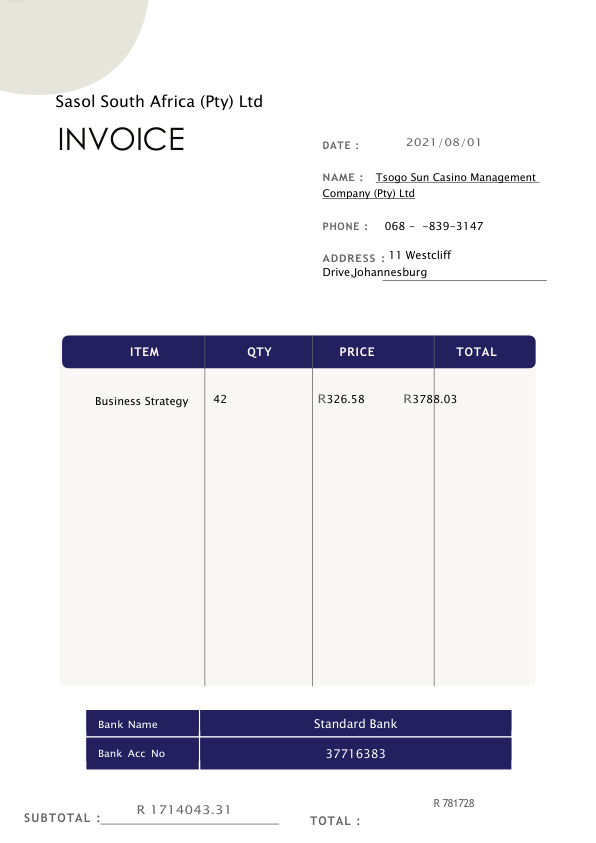 Sasol South Africa (Pty) Ltd
INVOICE
DATE : 2021/08/01
NAME : Tsogo Sun Casino Management
Company (Pty) Ltd
PHONE : 068 - -839-3147
ADDRESS : 11 Westcliff
Drive,Johannesburg
ITEM QTY PRICE TOTAL
Business Strategy 42 R326.58 R3788.03
Bank Name Standard Bank
Bank Acc No 37716383
SUBTOTAL : R 1714043.31 TOTAL : R 781728